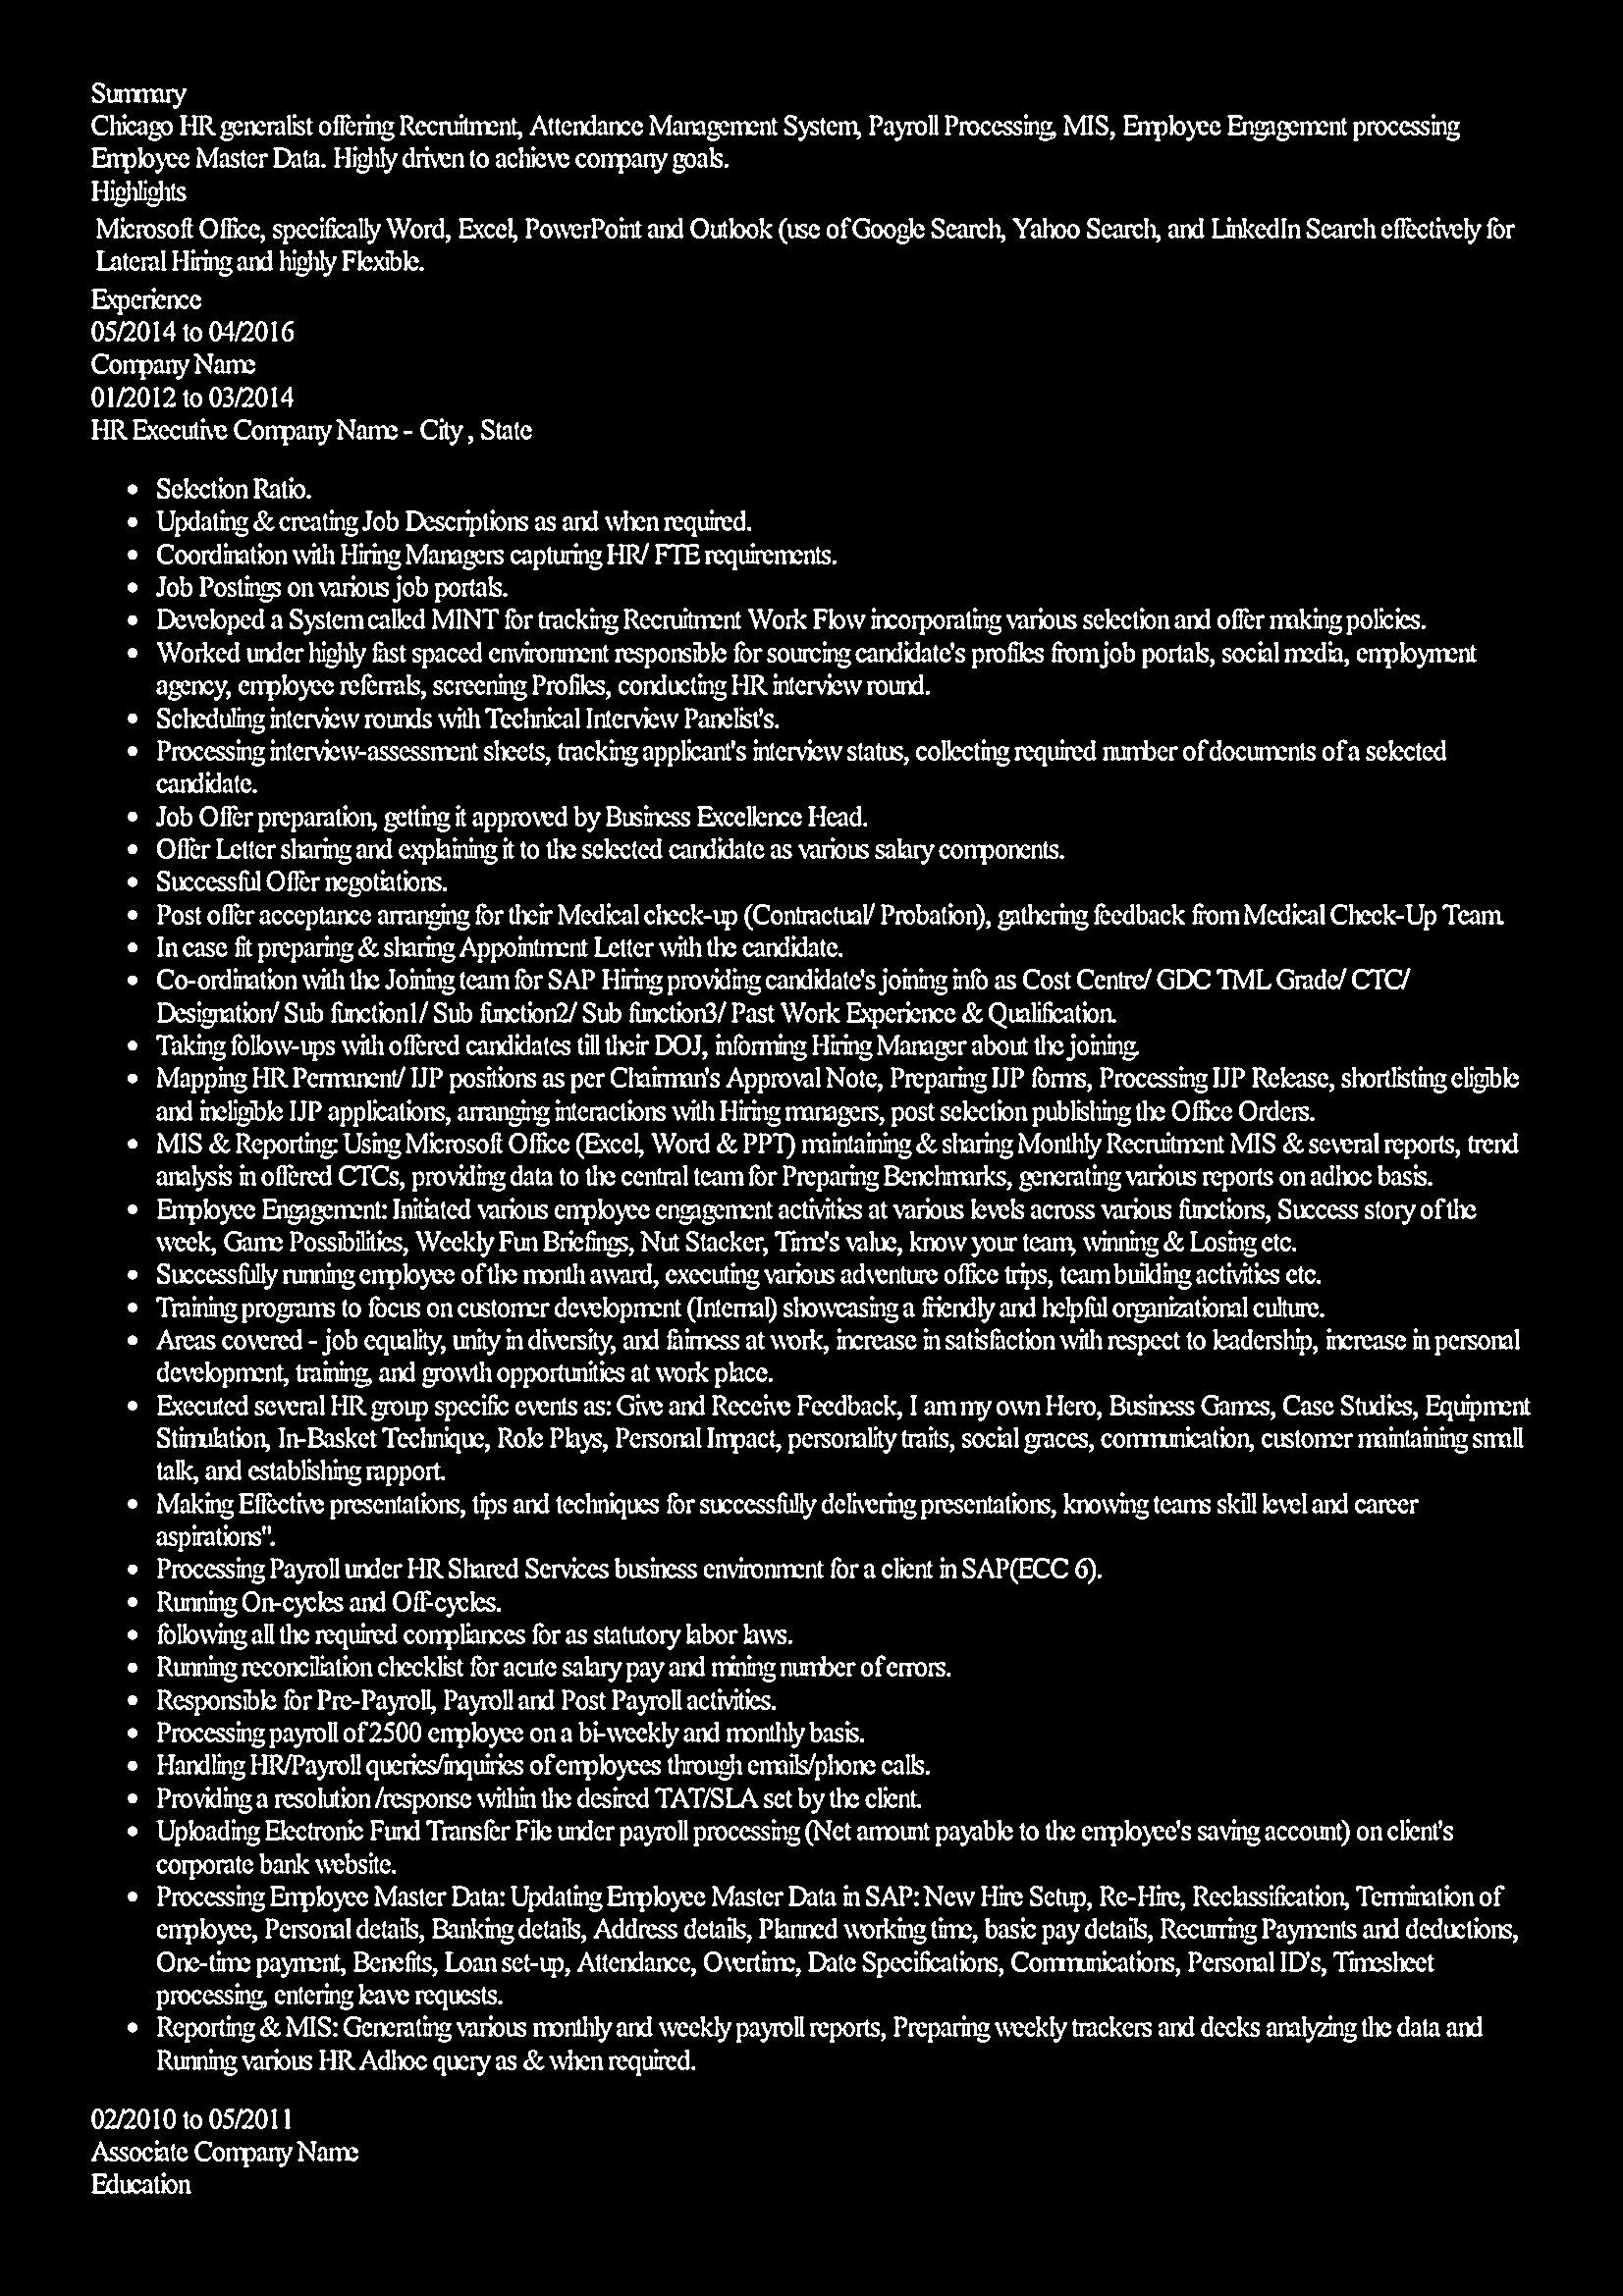 Summary
Chicago HR generalist offering Recruitment, Attendance Management System, Payroll Processing, MIS, Employee Engagement processing
Employee Master Data. Highly driven to achieve company goals.
Highlights
Microsoft Office, specifically Word, Excel, PowerPoint and Outlook (use of Google Search, Yahoo Search, and LinkedIn Search effectively for
Lateral Hiring and highly Flexible.
Experience
05/2014 to 04/2016
Company Name
01/2012 to 03/2014
HR Executive Company Name - City , State
• Selection Ratio.
• Updating & creating Job Descriptions as and when required.
• Coordination with Hiring Managers capturing HR/ FTE requirements.
• Job Postings on various job portals.
• Developed a System called MINT for tracking Recruitment Work Flow incorporating various selection and offer making policies.
• Worked under highly fast spaced environment responsible for sourcing candidate's profiles from job portals, social media, employment
agency, employee referrals, screening Profiles, conducting HR interview round.
• Scheduling interview rounds with Technical Interview Panelist's.
• Processing interview-assessment sheets, tracking applicant's interview status, collecting required number of documents of a selected
candidate.
• Job Offer preparation, getting it approved by Business Excellence Head.
• Offer Letter sharing and explaining it to the selected candidate as various salary components.
• Successful Offer negotiations.
• Post offer acceptance arranging for their Medical check-up (Contractual/ Probation), gathering feedback from Medical Check-Up Team.
• In case fit preparing & sharing Appointment Letter with the candidate.
• Co-ordination with the Joining team for SAP Hiring providing candidate's joining info as Cost Centre/ GDC TML Grade/ CTC/
Designation/ Sub function1/ Sub function2/ Sub function3/ Past Work Experience & Qualification.
• Taking follow-ups with offered candidates till their DOJ, informing Hiring Manager about the joining.
• Mapping HR Permanent/ IJP positions as per Chairman's Approval Note, Preparing IJP forms, Processing IJP Release, shortlisting eligible
and ineligible IJP applications, arranging interactions with Hiring managers, post selection publishing the Office Orders.
• MIS & Reporting: Using Microsoft Office (Excel, Word & PPT) maintaining & sharing Monthly Recruitment MIS & several reports, trend
analysis in offered CTCs, providing data to the central team for Preparing Benchmarks, generating various reports on adhoc basis.
• Employee Engagement: Initiated various employee engagement activities at various levels across various functions, Success story of the
week, Game Possibilities, Weekly Fun Briefings, Nut Stacker, Time's value, know your team, winning & Losing etc.
• Successfully running employee of the month award, executing various adventure office trips, team building activities etc.
• Training programs to focus on customer development (Internal) showcasing a friendly and helpful organizational culture.
• Areas covered - job equality, unity in diversity, and fairness at work, increase in satisfaction with respect to leadership, increase in personal
development, training, and growth opportunities at work place.
• Executed several HR group specific events as: Give and Receive Feedback, I am my own Hero, Business Games, Case Studies, Equipment
Stimulation, In-Basket Technique, Role Plays, Personal Impact, personality traits, social graces, communication, customer maintaining small
talk, and establishing rapport.
• Making Effective presentations, tips and techniques for successfully delivering presentations, knowing teams skill level and career
aspirations".
• Processing Payroll under HR Shared Services business environment for a client in SAP(ECC 6).
• Running On-cycles and Off-cycles.
• following all the required compliances for as statutory labor laws.
• Running reconciliation checklist for acute salary pay and mining number of errors.
• Responsible for Pre-Payroll, Payroll and Post Payroll activities.
• Processing payroll of 2500 employee on a bi-weekly and monthly basis.
• Handling HR/Payroll queries/inquiries of employees through emails/phone calls.
• Providing a resolution /response within the desired TAT/SLA set by the client.
• Uploading Electronic Fund Transfer File under payroll processing (Net amount payable to the employee's saving account) on client's
corporate bank website.
• Processing Employee Master Data: Updating Employee Master Data in SAP: New Hire Setup, Re-Hire, Reclassification, Termination of
employee, Personal details, Banking details, Address details, Planned working time, basic pay details, Recurring Payments and deductions,
One-time payment, Benefits, Loan set-up, Attendance, Overtime, Date Specifications, Communications, Personal ID's, Timesheet
processing, entering leave requests.
• Reporting & MIS: Generating various monthly and weekly payroll reports, Preparing weekly trackers and decks analyzing the data and
Running various HR Adhoc query as & when required.
02/2010 to 05/2011
Associate Company Name
Education